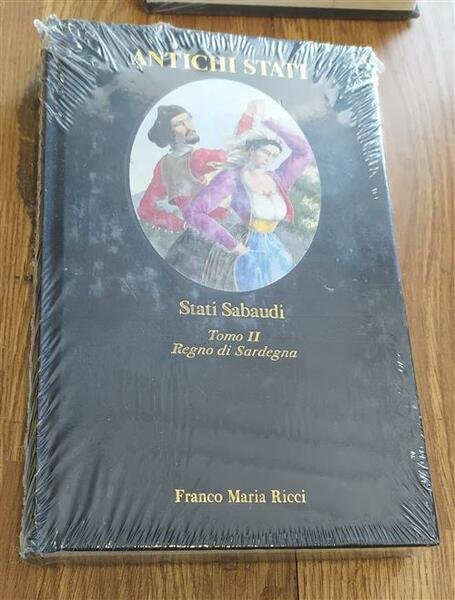 ANTICHI STATI
Stati Sabaudi
Tomo II
Regno di Sardegna
Franco Maria Ricci